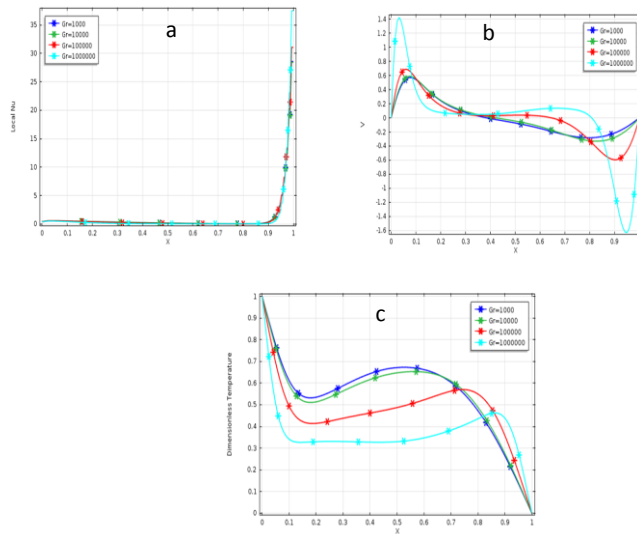 a
Gr=1000
Gr=10000
Gr=100000
Gr=1000000
Local Nu
35
30
25
20
15
10
5
0
0 0.1 0.2 0.3 0.4 0.5 0.6 0.7 0.8 0.9 1
X
b
Gr=1000
Gr=10000
Gr=100000
Gr=1000000
V
1.4
1.2
1
0.8
0.6
0.4
0.2
0
-0.2
-0.4
-0.6
-0.8
-1
-1.2
-1.4
-1.6
0 0.1 0.2 0.3 0.4 0.5 0.6 0.7 0.8 0.9
X
c
Gr=1000
Gr=10000
Gr=100000
Gr=1000000
Dimensionless Temperature
1
0.9
0.8
0.7
0.6
0.5
0.4
0.3
0.2
0.1
0
0 0.1 0.2 0.3 0.4 0.5 0.6 0.7 0.8 0.9 1
X